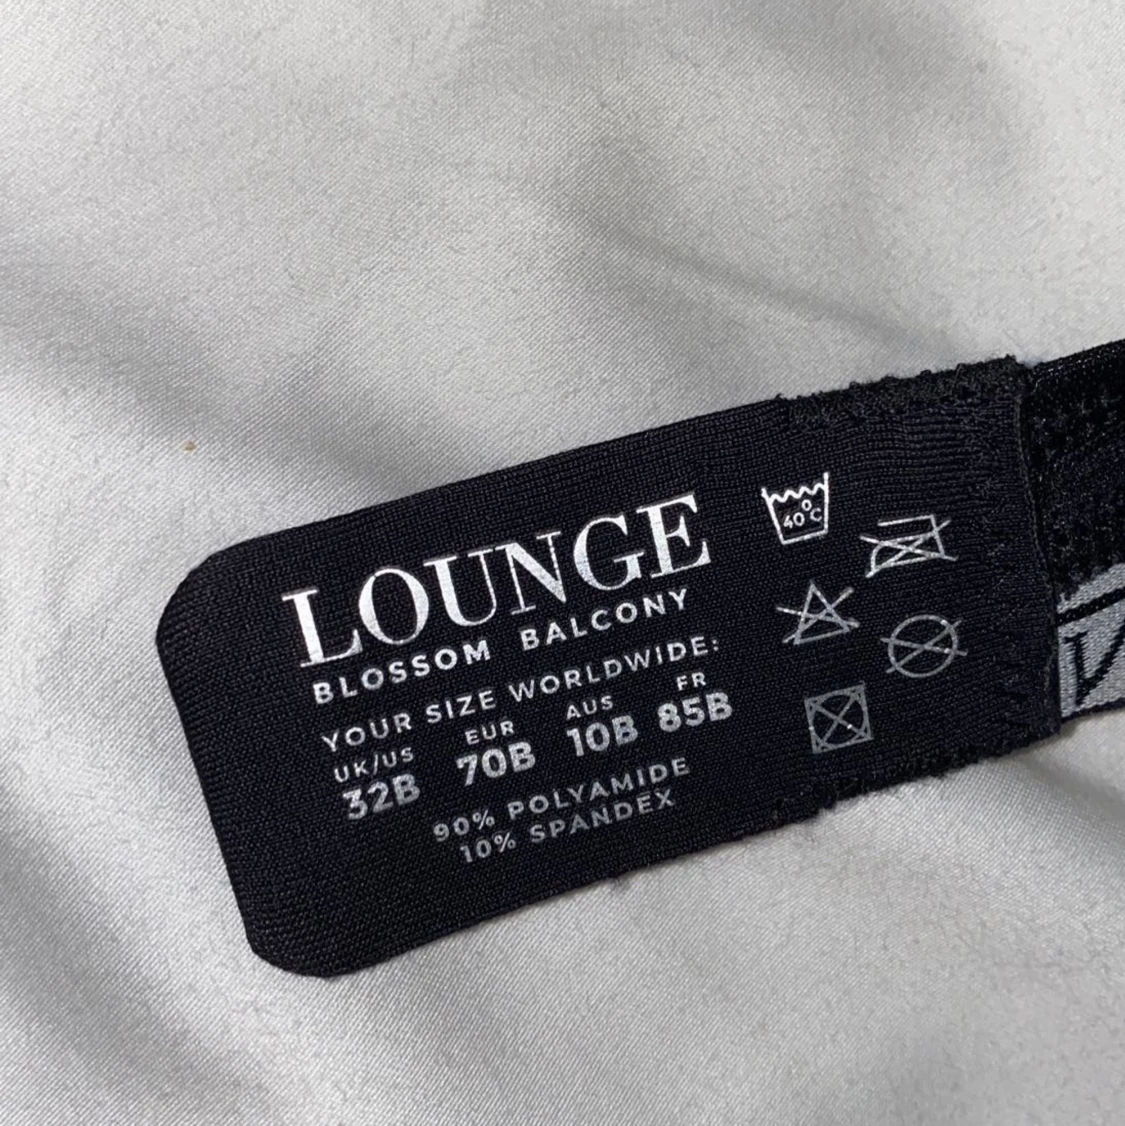 LOUNGE
BLOSSOM BALCONY
YOUR SIZE WORLDWIDE:
UK/US EUR AUS FR
32B 70B 10B 85B
90% POLYAMIDE
10% SPANDEX
40°C